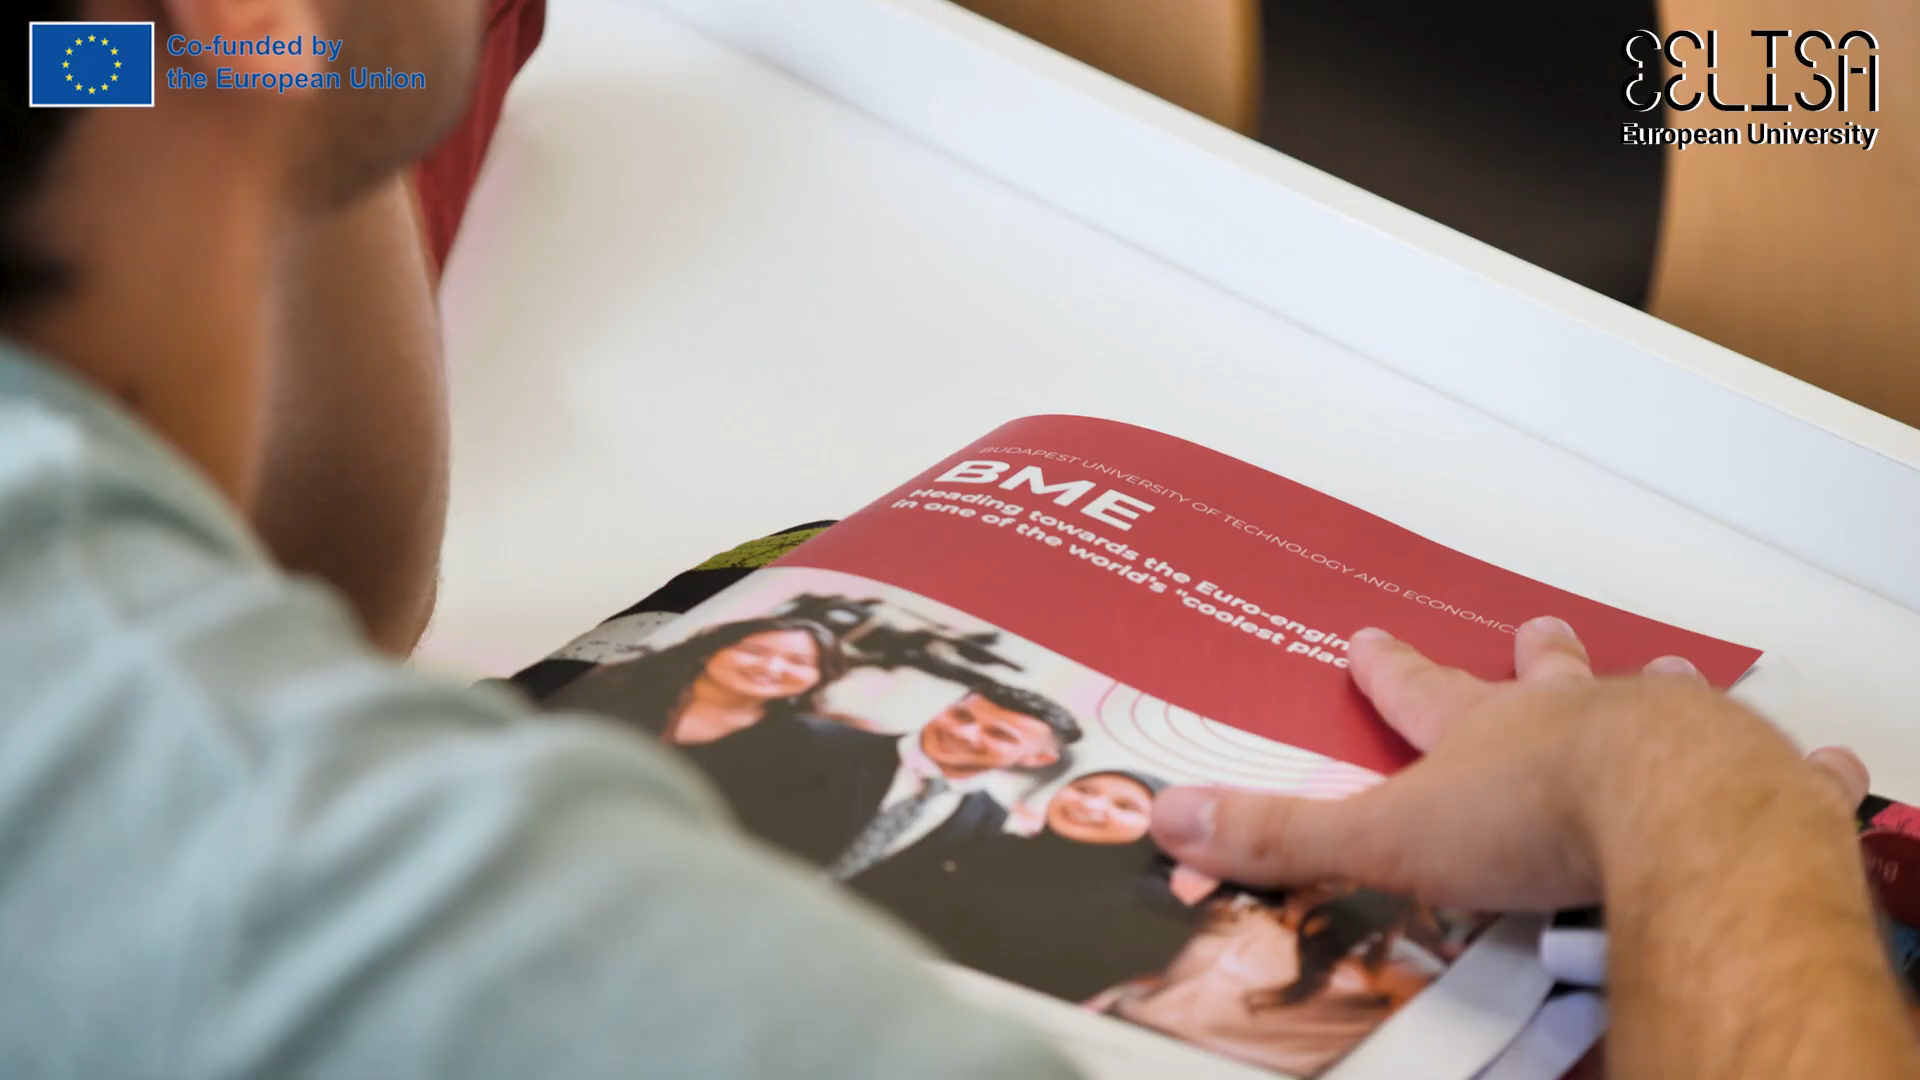 Co-funded by
the European Union
EELISA
European University
BUDAPEST UNIVERSITY OF TECHNOLOGY AND ECONOMICS
BME
Heading towards the Euro-engin
in one of the world's "coolest plac